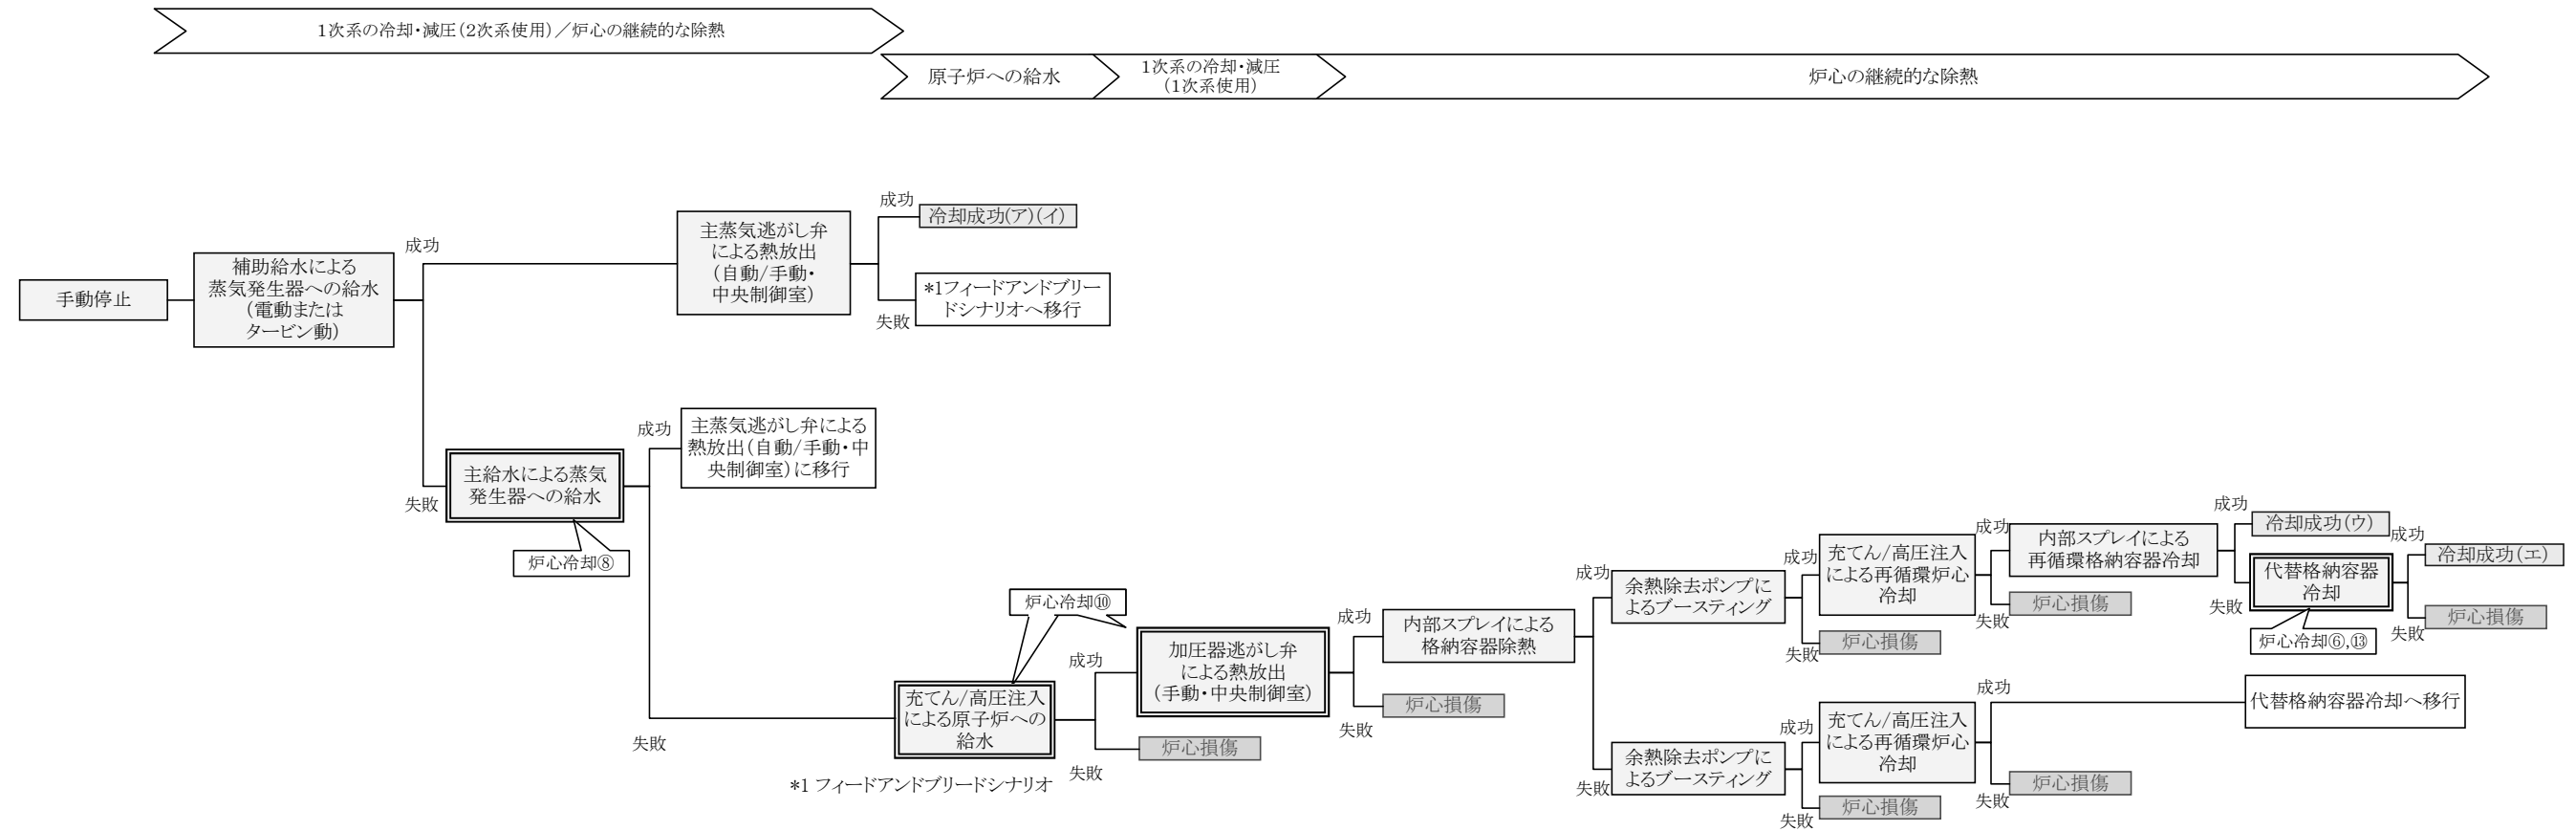 1次系の冷却・減圧(2次系使用)／炉心の継続的な除熱
原子炉への給水
1次系の冷却・減圧
(1次系使用)
炉心の継続的な除熱
手動停止
補助給水による
蒸気発生器への給水
(電動または
タービン動)
成功
失敗
主蒸気逃がし弁
による熱放出
(自動/手動・
中央制御室)
成功
冷却成功(ア)(イ)
失敗
*1フィードアンドブリー
ドシナリオへ移行
主給水による蒸気
発生器への給水
炉心冷却⑧
成功
主蒸気逃がし弁による
熱放出(自動/手動・中
央制御室)に移行
失敗
炉心冷却⑩
充てん/高圧注入
による原子炉への
給水
*1 フィードアンドブリードシナリオ
成功
失敗
炉心損傷
加圧器逃がし弁
による熱放出
(手動・中央制御室)
成功
失敗
炉心損傷
内部スプレイによる
格納容器除熱
成功
余熱除去ポンプに
よるブースティング
成功
失敗
炉心損傷
充てん/高圧注入
による再循環炉心
冷却
成功
失敗
炉心損傷
内部スプレイによる
再循環格納容器冷却
成功
冷却成功(ウ)
失敗
代替格納容器
冷却
炉心冷却⑥,⑬
成功
冷却成功(エ)
失敗
炉心損傷
失敗
余熱除去ポンプに
よるブースティング
成功
失敗
炉心損傷
充てん/高圧注入
による再循環炉心
冷却
成功
代替格納容器冷却へ移行
失敗
炉心損傷